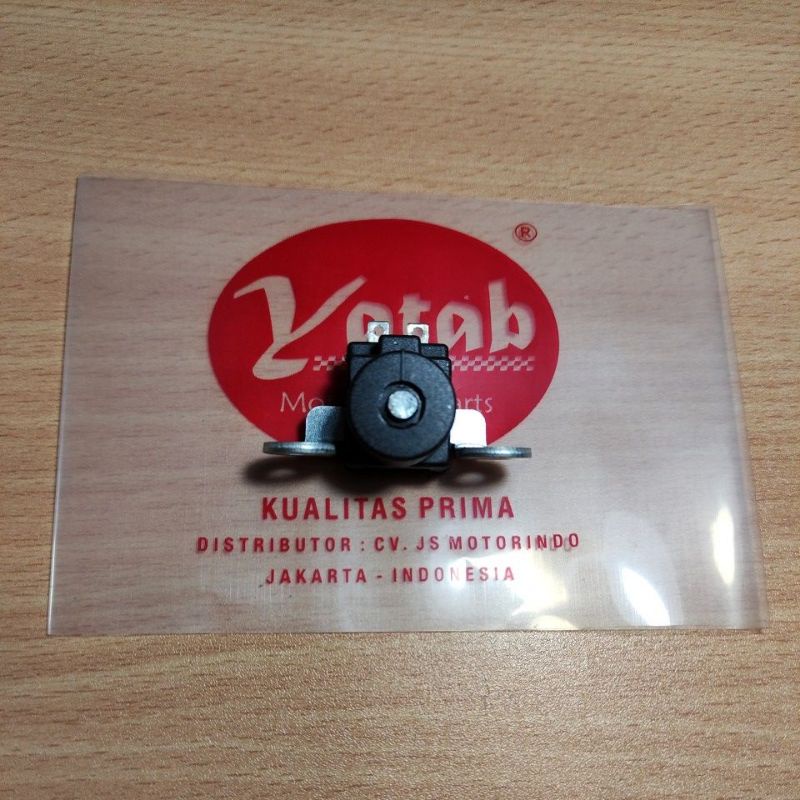 ®
Yotab
KUALITAS PRIMA
DISTRIBUTOR : CV. JS MOTORINDO
JAKARTA - INDONESIA